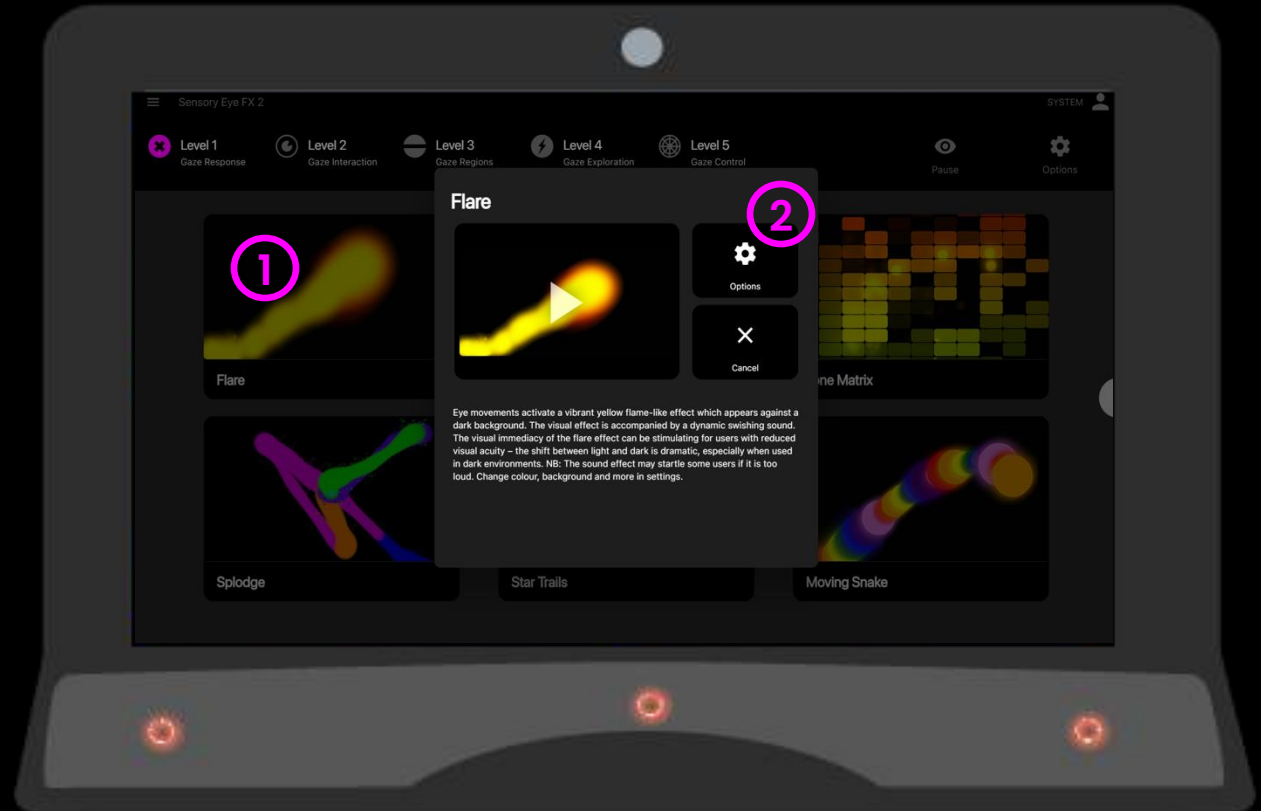 Sensory Eye FX 2
SYSTEM
Level 1
Gaze Response
Level 2
Gaze Interaction
Level 3
Gaze Regions
Level 4
Gaze Exploration
Level 5
Gaze Control
Pause
Options
Flare
1
2
Options
Cancel
Eye movements activate a vibrant yellow flame-like effect which appears against a
dark background. The visual effect is accompanied by a dynamic swishing sound.
The visual immediacy of the flare effect can be stimulating for users with reduced
visual acuity – the shift between light and dark is dramatic, especially when used
in dark environments. NB: The sound effect may startle some users if it is too
loud. Change colour, background and more in settings.
Flare
Matrix
Splodge
Star Trails
Moving Snake